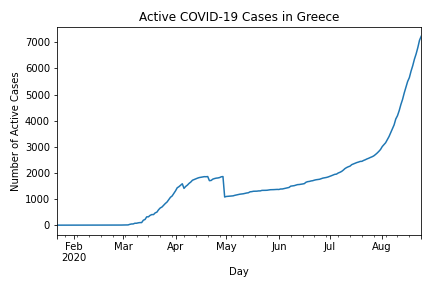 Active COVID-19 Cases in Greece
Number of Active Cases
7000
6000
5000
4000
3000
2000
1000
0
Feb Mar Apr May Jun Jul Aug
2020
Day